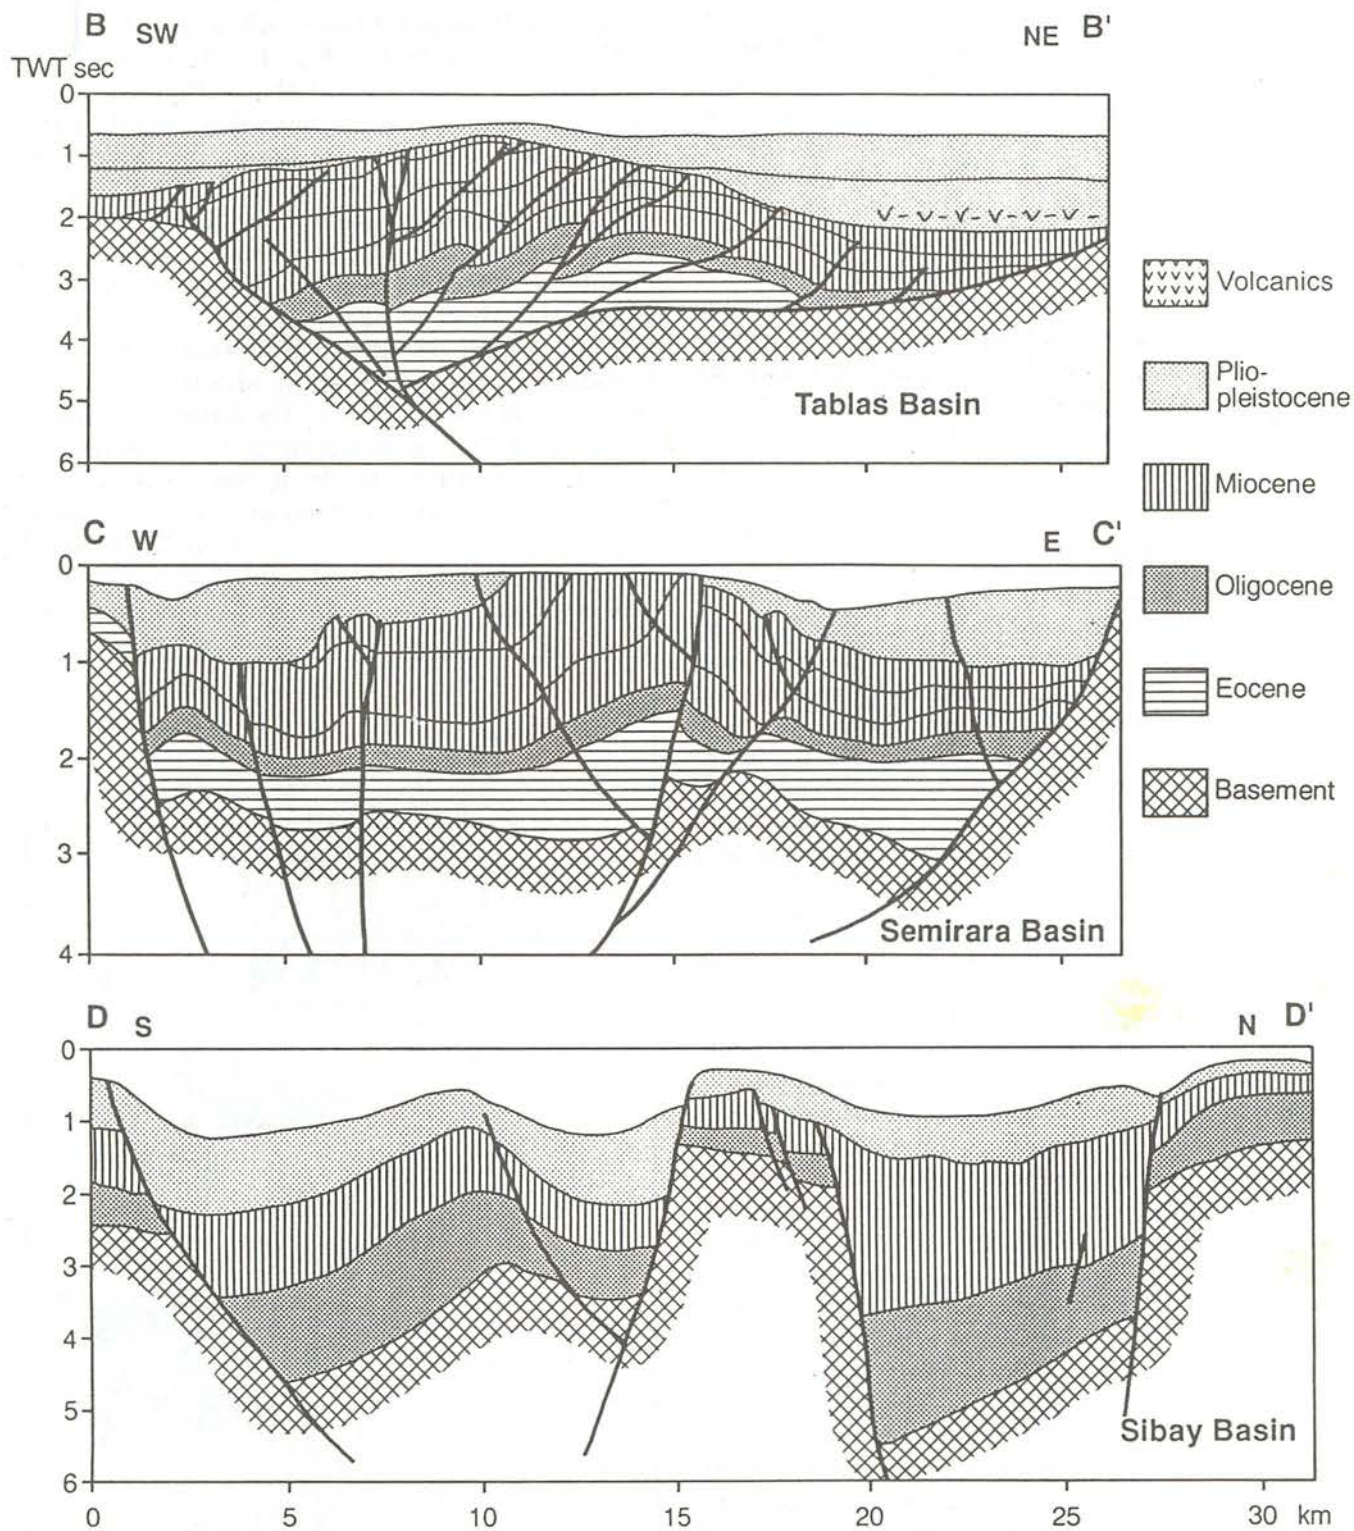 B SW NE B'
TWT sec
0
1
2
3
4
5
6
Tablas Basin
Volcanics
Plio-
pleistocene
Miocene
Oligocene
Eocene
Basement
C W E C'
0
1
2
3
4
Semirara Basin
D S N D'
0
1
2
3
4
5
6
Sibay Basin
0 5 10 15 20 25 30 km